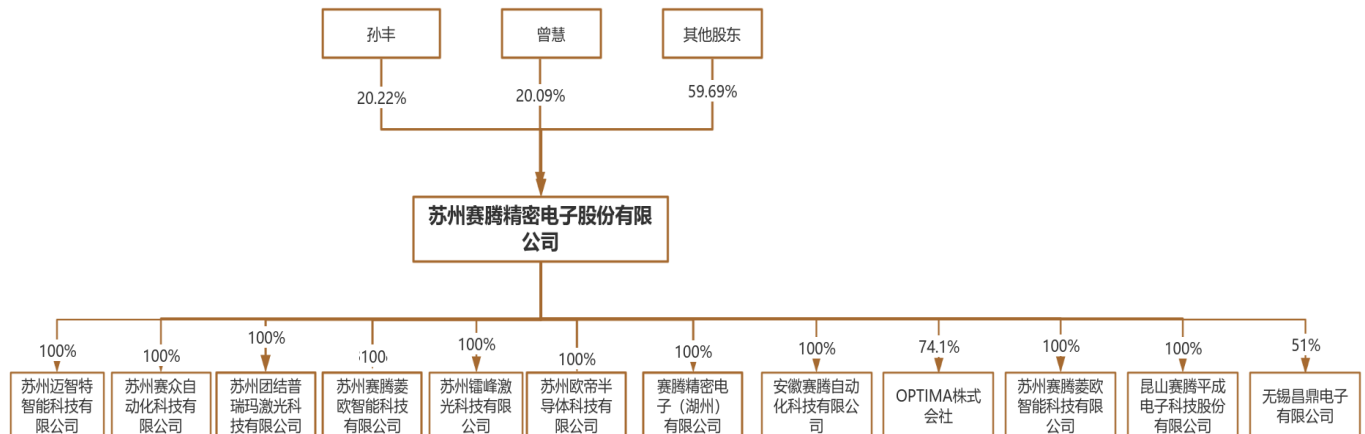 孙丰
曾慧
其他股东
20.22%
20.09%
59.69%
苏州赛腾精密电子股份有限
公司
100%
100%
100%
100
100%
100%
100%
100%
74.1%
100%
100%
51%
苏州迈智特
智能科技有
限公司
苏州赛众自
动化科技有
限公司
苏州团结普
瑞玛激光科
技有限公司
苏州赛腾菱
欧智能科技
有限公司
苏州镭峰激
光科技有限
公司
苏州欧帝半
导体科技有
限公司
赛腾精密电
子（湖州）
有限公司
安徽赛腾自动
化科技有限公
司
OPTIMA株式
会社
苏州赛腾菱欧
智能科技有限
公司
昆山赛腾平成
电子科技股份
有限公司
无锡昌鼎电子
有限公司